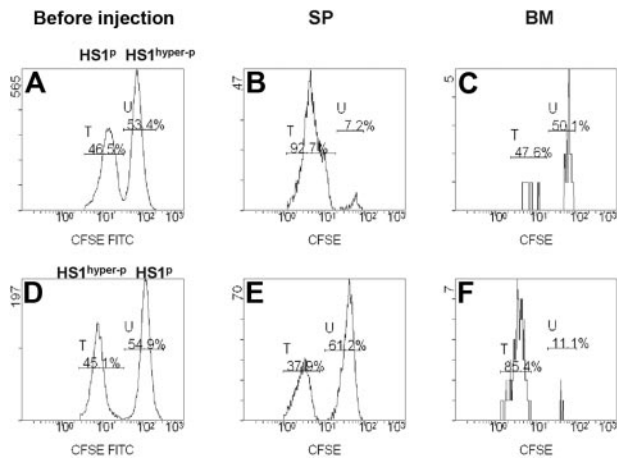 Before injection
SP
BM
HS1p HS1hyper-p
A
565
T
46.5%
U
53.4%
10⁰ 10¹ 10² 10³
CFSE FITC
B
47
T
92.7%
U
7.2%
10⁰ 10¹ 10² 10³
CFSE
C
5
T
47.6%
U
50.1%
10⁰ 10¹ 10² 10³
CFSE
HS1hyper-p HS1p
D
197
T
45.1%
U
54.9%
10⁰ 10¹ 10² 10³
CFSE FITC
E
70
T
37.9%
U
61.2%
10⁰ 10¹ 10² 10³
CFSE
F
7
T
85.4%
U
11.1%
10⁰ 10¹ 10² 10³
CFSE